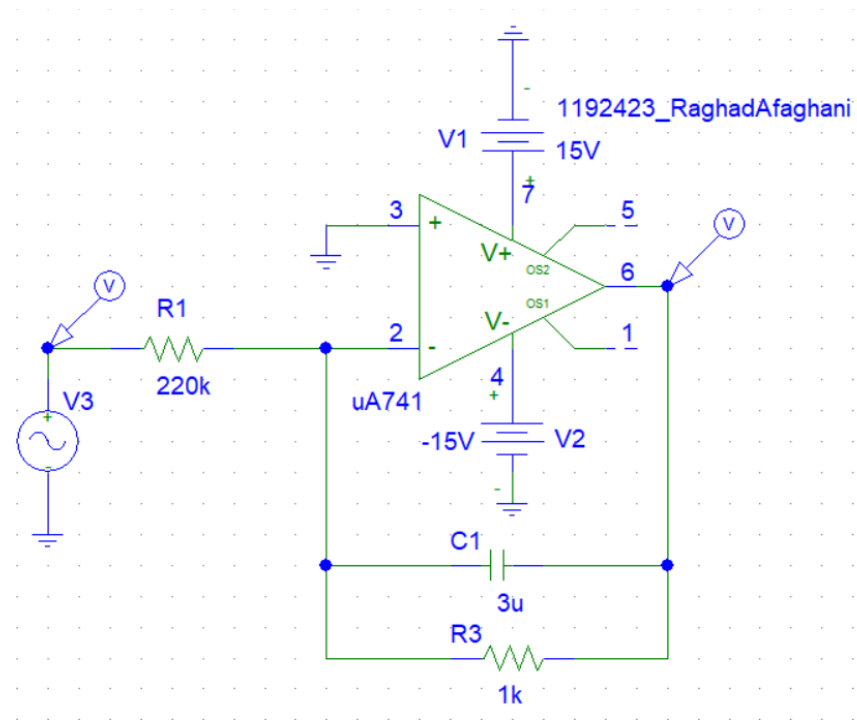 1192423_RaghadAfaghani
V1
15V
-
+
7
3
+
V+
5
OS2
V
6
OS1
V
R1
2
-
V-
1
220k
4
+
uA741
V3
+
-
-15V
V2
-
C1
3u
R3
1k